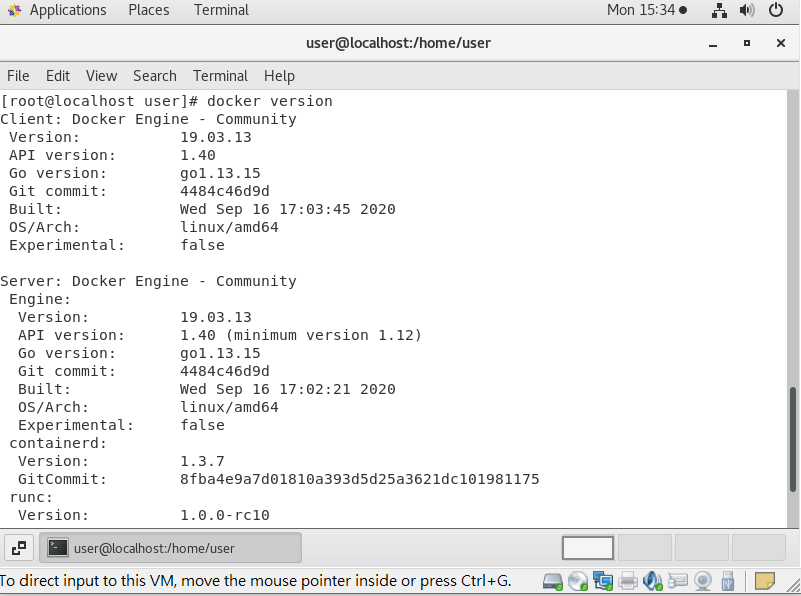 Applications Places Terminal Mon 15:34
user@localhost:/home/user
File Edit View Search Terminal Help
[root@localhost user]# docker version
Client: Docker Engine - Community
Version: 19.03.13
API version: 1.40
Go version: go1.13.15
Git commit: 4484c46d9d
Built: Wed Sep 16 17:03:45 2020
OS/Arch: linux/amd64
Experimental: false
Server: Docker Engine - Community
Engine:
Version: 19.03.13
API version: 1.40 (minimum version 1.12)
Go version: go1.13.15
Git commit: 4484c46d9d
Built: Wed Sep 16 17:02:21 2020
OS/Arch: linux/amd64
Experimental: false
containerd:
Version: 1.3.7
GitCommit: 8fba4e9a7d01810a393d5d25a3621dc101981175
runc:
Version: 1.0.0-rc10
user@localhost:/home/user
To direct input to this VM, move the mouse pointer inside or press Ctrl+G.